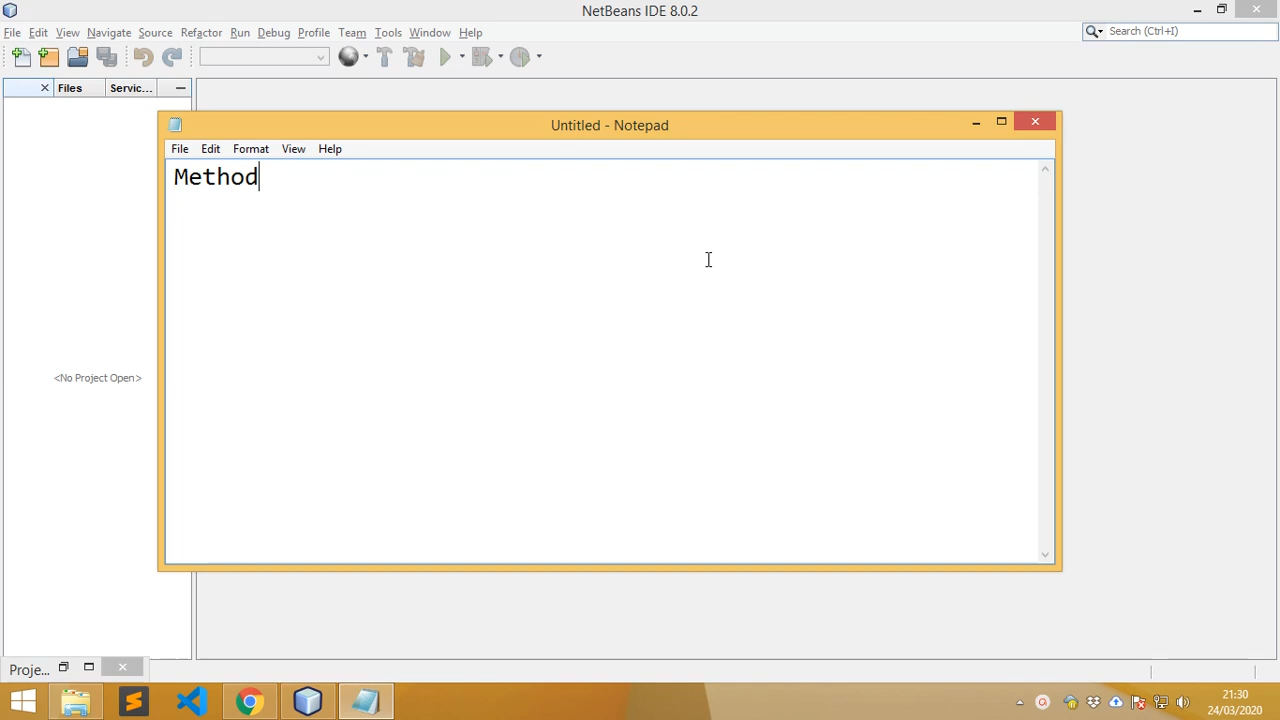 NetBeans IDE 8.0.2
File Edit View Navigate Source Refactor Run Debug Profile Team Tools Window Help
Search (Ctrl+I)
Files Servic...
Untitled - Notepad
File Edit Format View Help
Method
<No Project Open>
Proje...
21:30
24/03/2020